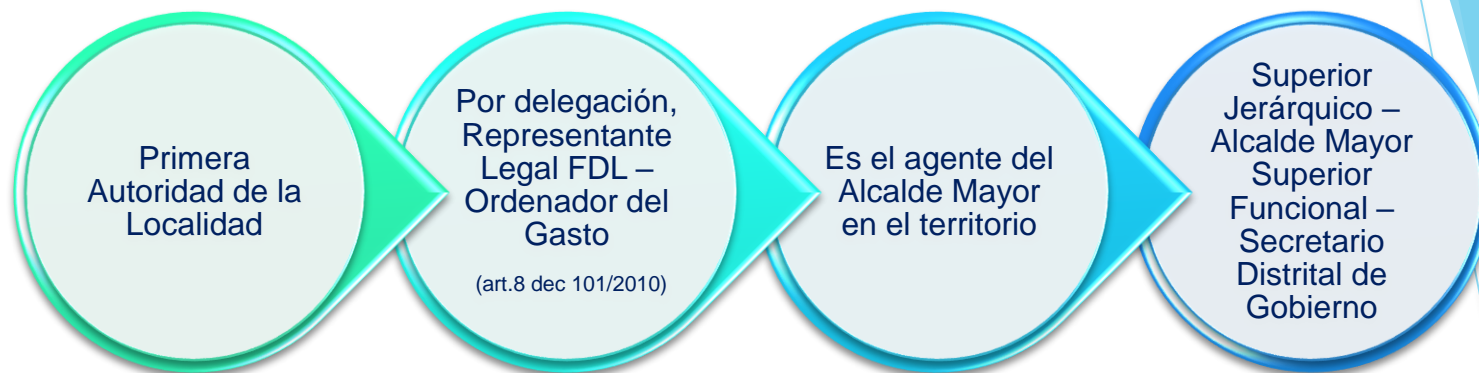 Primera
Autoridad de la
Localidad
Por delegación,
Representante
Legal FDL –
Ordenador del
Gasto
(art.8 dec 101/2010)
Es el agente del
Alcalde Mayor
en el territorio
Superior
Jerárquico –
Alcalde Mayor
Superior
Funcional –
Secretario
Distrital de
Gobierno